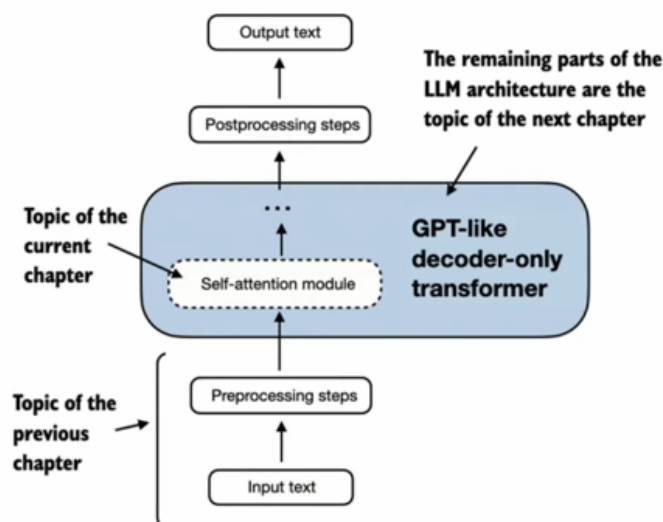 Output text
The remaining parts of the
LLM architecture are the
topic of the next chapter
Postprocessing steps
Topic of the
current
chapter
...
GPT-like
decoder-only
transformer
Self-attention module
Preprocessing steps
Topic of the
previous
chapter
Input text